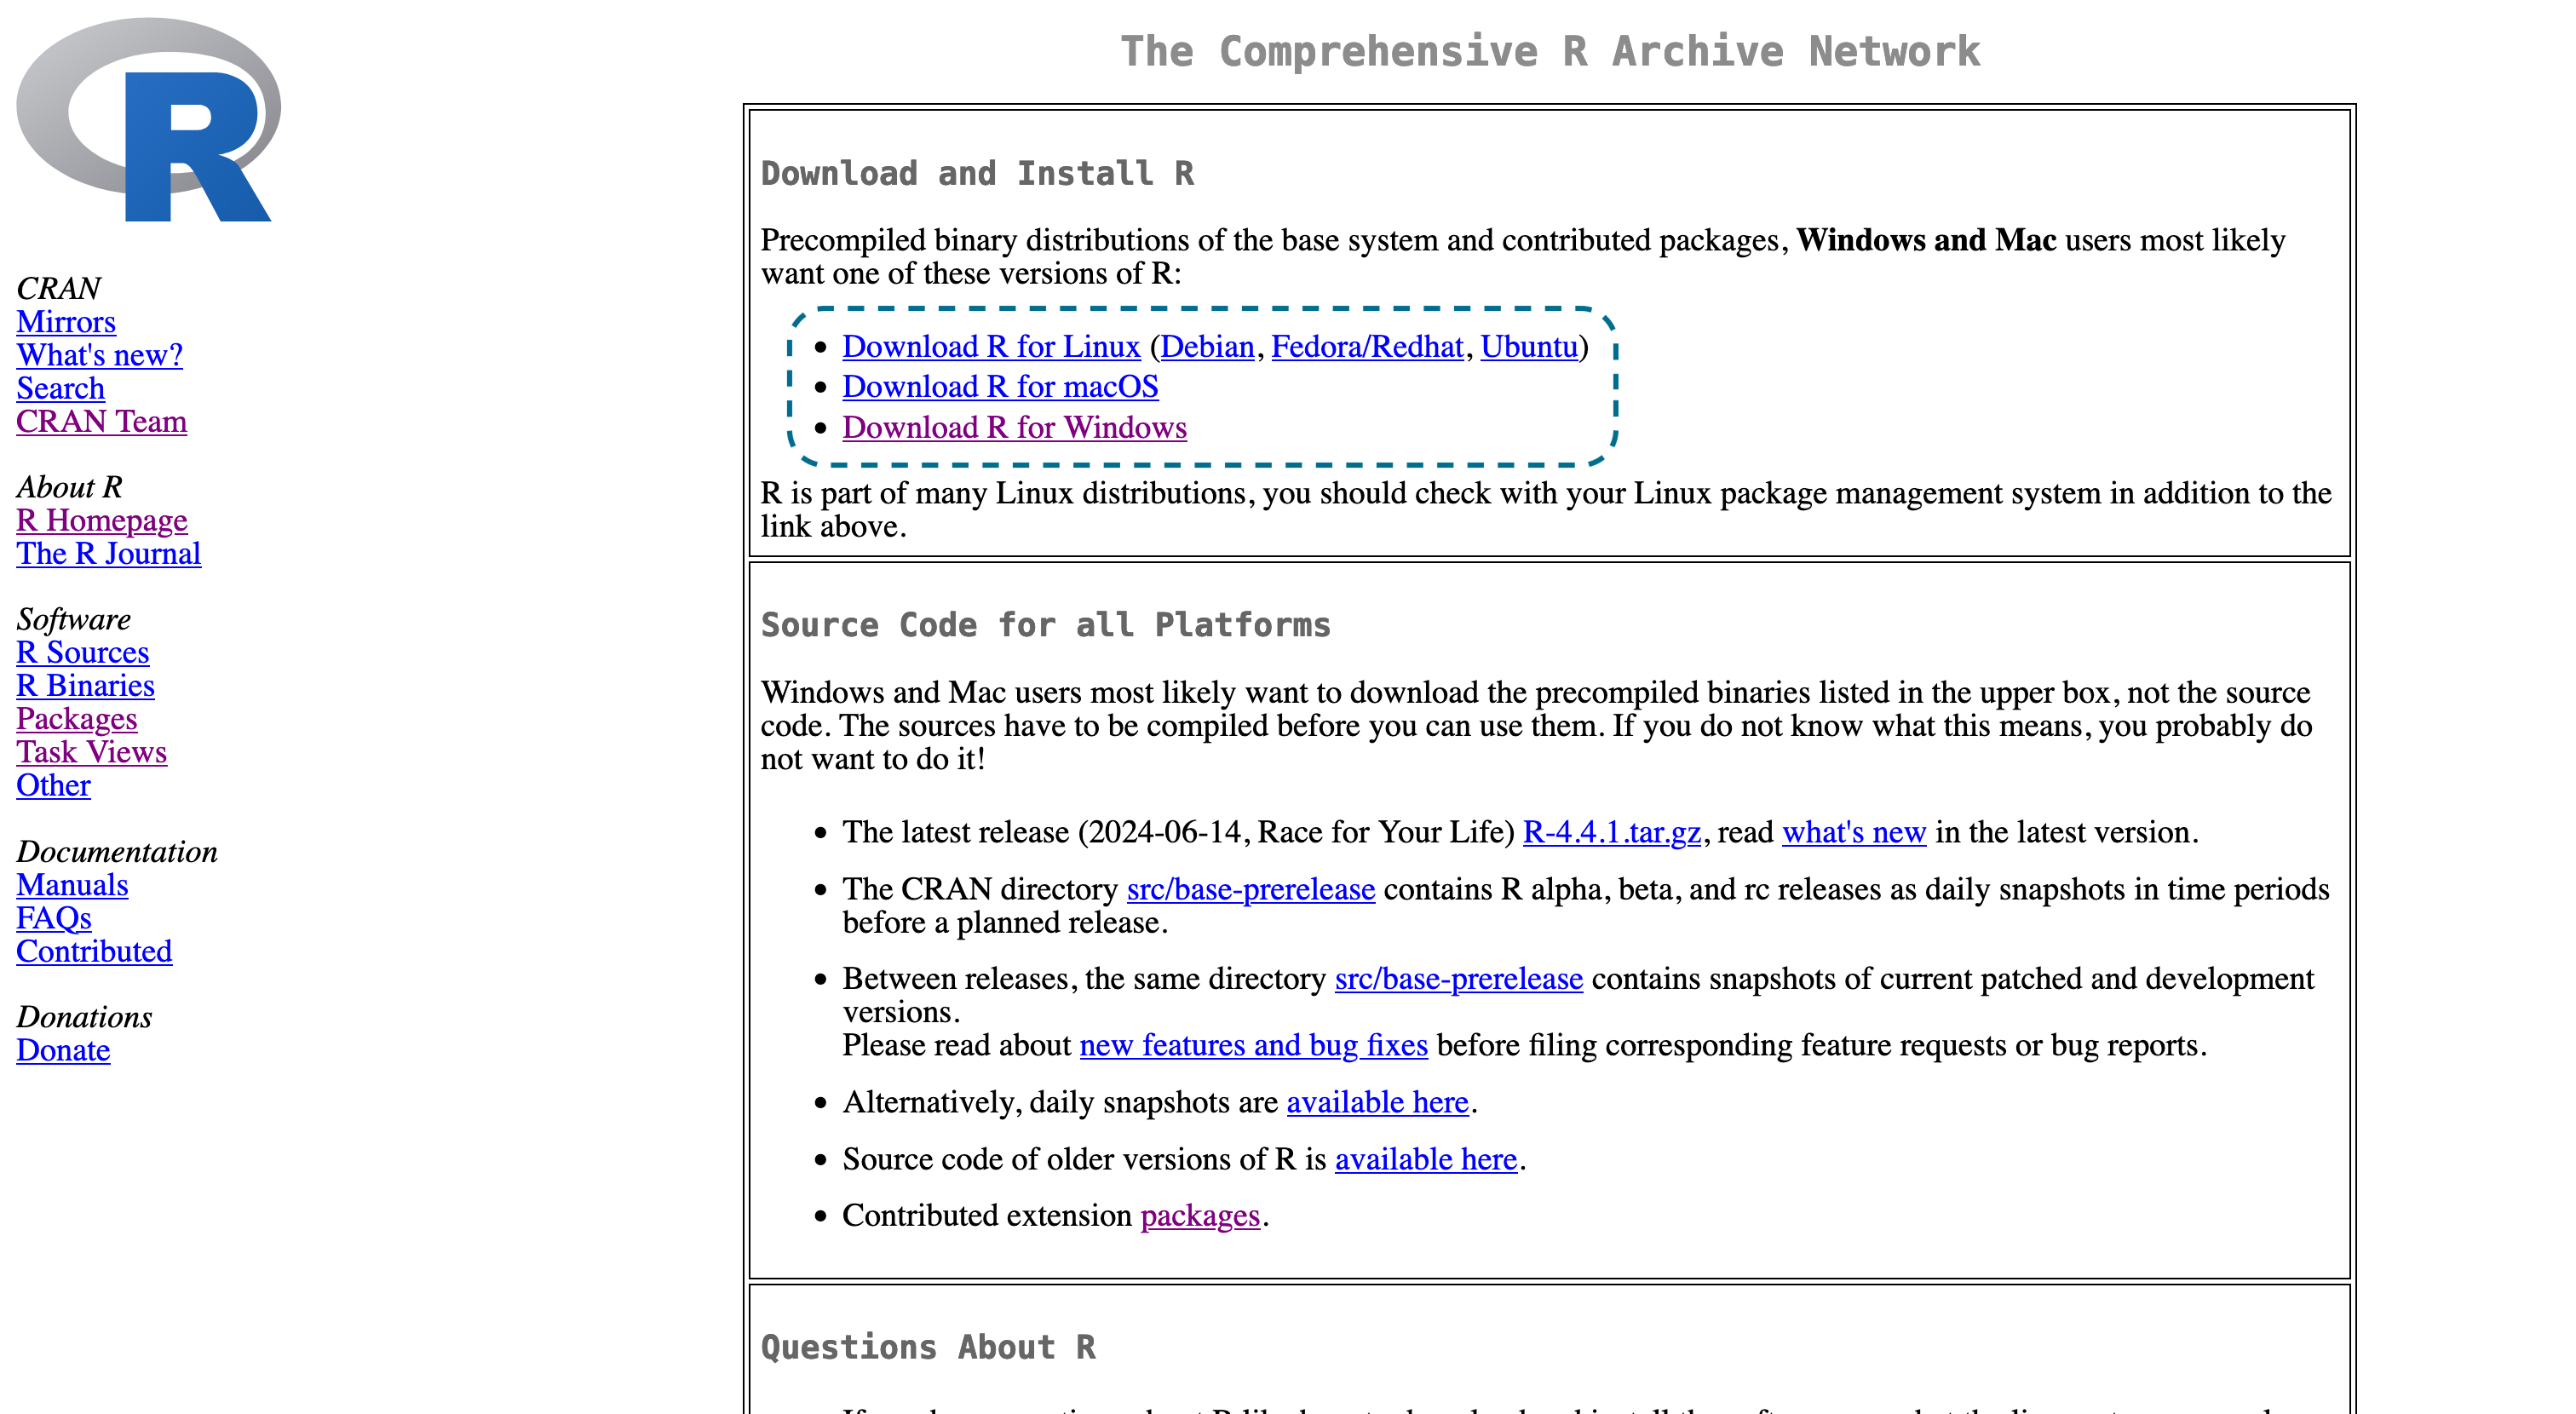 R
CRAN
Mirrors
What's new?
Search
CRAN Team
About R
R Homepage
The R Journal
Software
R Sources
R Binaries
Packages
Task Views
Other
Documentation
Manuals
FAQs
Contributed
Donations
Donate
The Comprehensive R Archive Network
Download and Install R
Precompiled binary distributions of the base system and contributed packages, Windows and Mac users most likely
want one of these versions of R:
Download R for Linux (Debian, Fedora/Redhat, Ubuntu)
Download R for macOS
Download R for Windows
R is part of many Linux distributions, you should check with your Linux package management system in addition to the
link above.
Source Code for all Platforms
Windows and Mac users most likely want to download the precompiled binaries listed in the upper box, not the source
code. The sources have to be compiled before you can use them. If you do not know what this means, you probably do
not want to do it!
The latest release (2024-06-14, Race for Your Life) R-4.4.1.tar.gz, read what's new in the latest version.
The CRAN directory src/base-prerelease contains R alpha, beta, and rc releases as daily snapshots in time periods
before a planned release.
Between releases, the same directory src/base-prerelease contains snapshots of current patched and development
versions.
Please read about new features and bug fixes before filing corresponding feature requests or bug reports.
Alternatively, daily snapshots are available here.
Source code of older versions of R is available here.
Contributed extension packages.
Questions About R